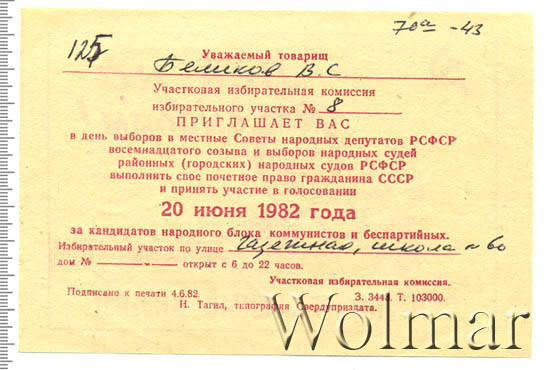 70а - 43
125 Уважаемый товарищ
Беликов В.С
Участковая избирательная комиссия
избирательного участка № 8
ПРИГЛАШАЕТ ВАС
в день выборов в местные Советы народных депутатов РСФСР
восемнадцатого созыва и выборов народных судей
районных (городских) народных судов РСФСР
выполнить свое почетное право гражданина СССР
и принять участие в голосовании
20 июня 1982 года
за кандидатов народного блока коммунистов и беспартийных.
Избирательный участок по улице Газетная, школа № 60
дом № — открыт с 6 до 22 часов.
Участковая избирательная комиссия.
Подписано к печати 4.6.82. З. 3448. Т. 103000.
Н. Тагил, типография Свердуприздата.
Wolmar